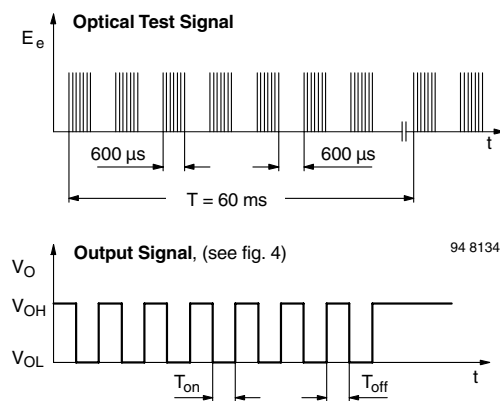 Optical Test Signal
E e
t
600 µs
600 µs
T = 60 ms
Output Signal, (see fig. 4)
94 8134
VO
VOH
VOL
t
Ton
Toff